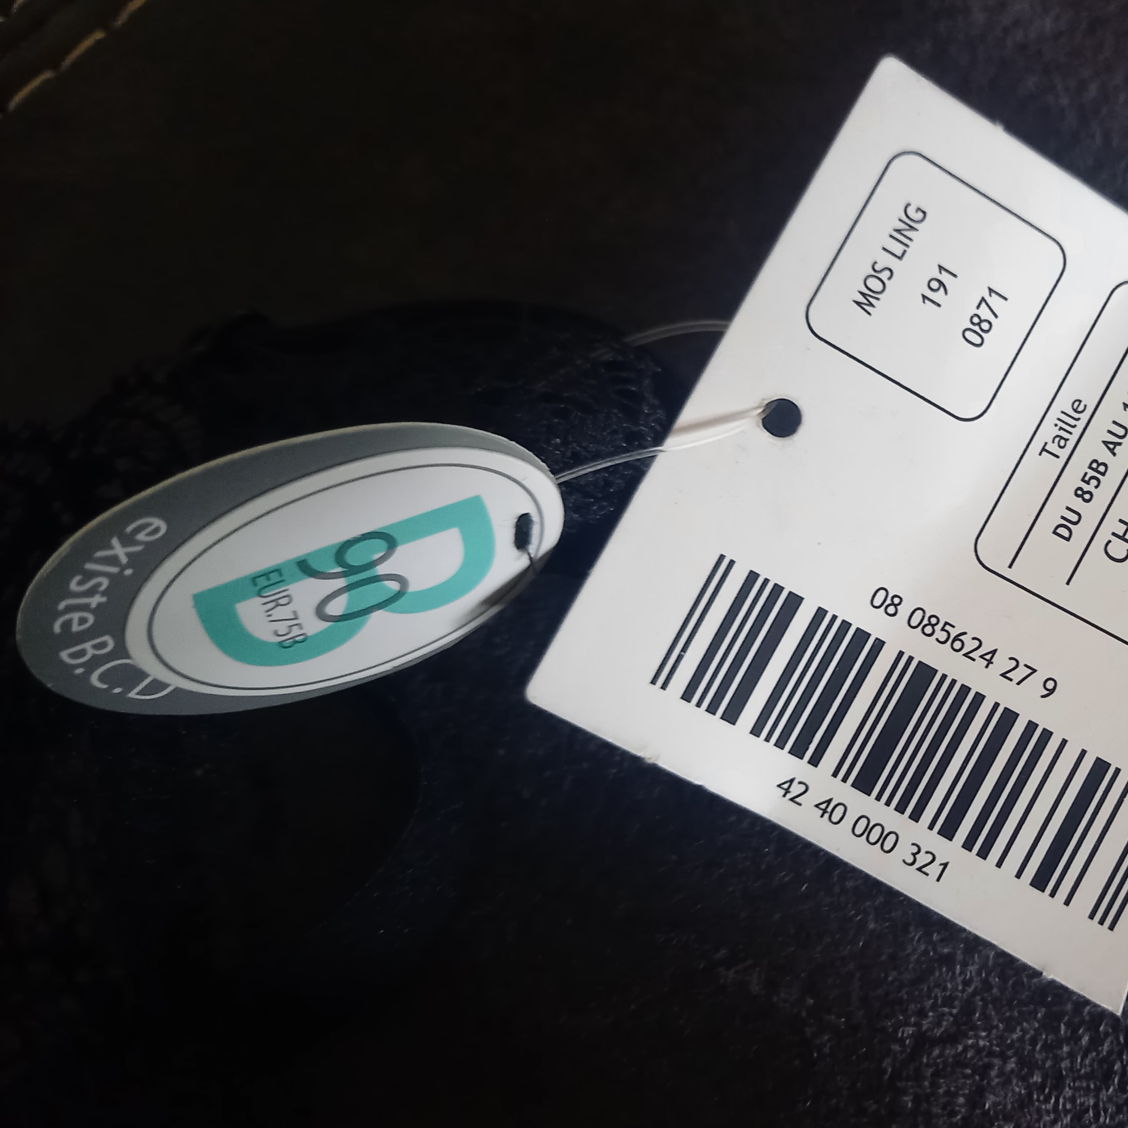 existe B.C.D
B
90
EUR.75B
MOS LING
191
0871
Taille
DU 85B AU
CH
08 085624 27 9
42 40 000 321